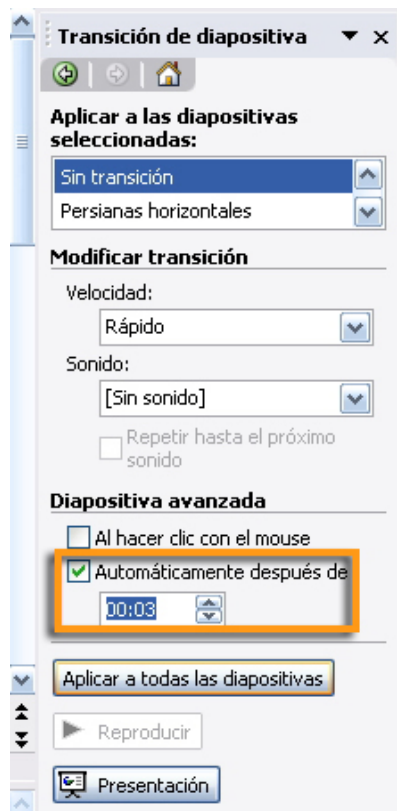 Transición de diapositiva
Aplicar a las diapositivas
seleccionadas:
Sin transición
Persianas horizontales
Modificar transición
Velocidad:
Rápido
Sonido:
[Sin sonido]
Repetir hasta el próximo
sonido
Diapositiva avanzada
Al hacer clic con el mouse
Automáticamente después de
00:03
Aplicar a todas las diapositivas
Reproducir
Presentación